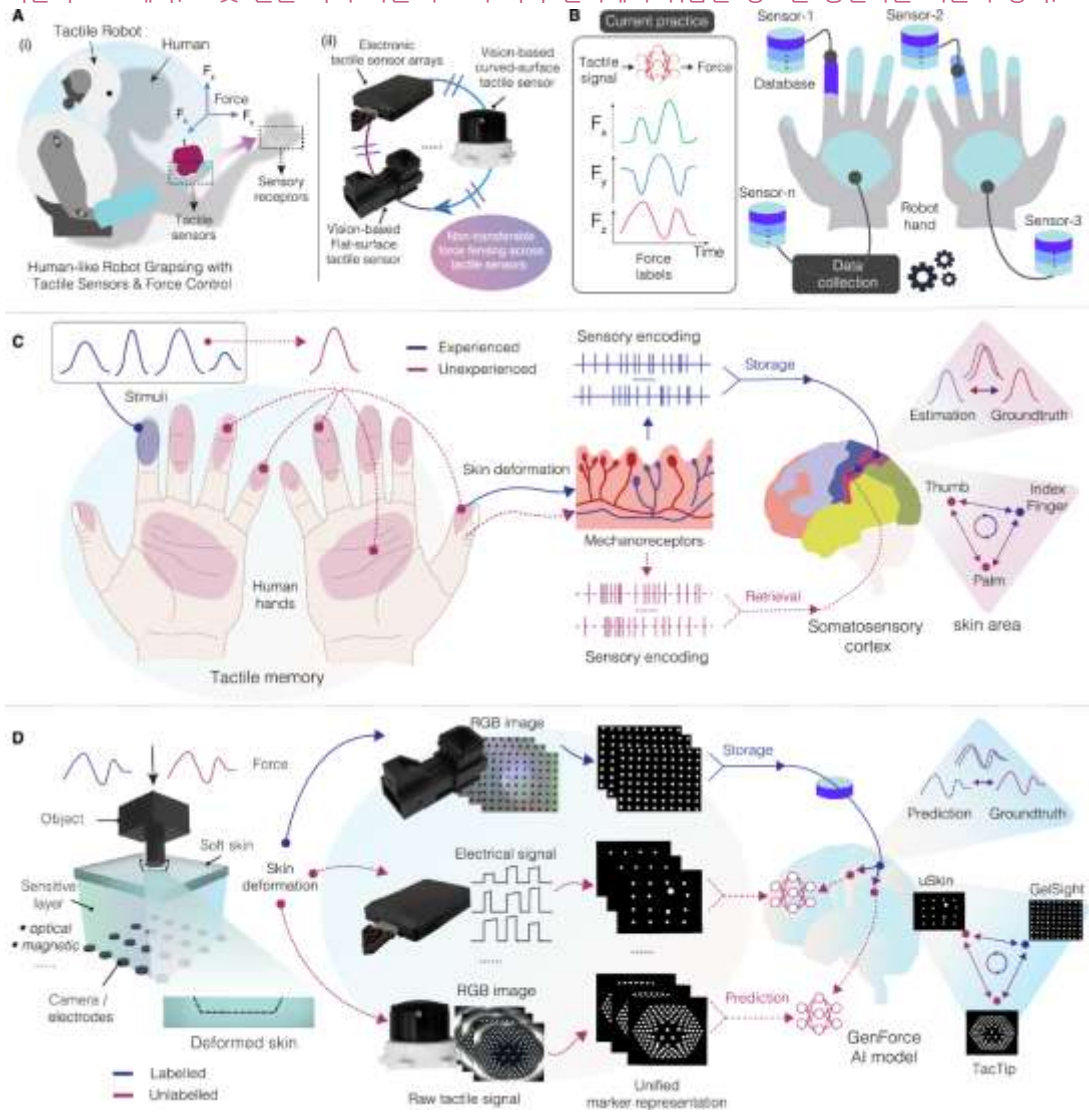 A
(i)
Tactile Robot
Human
Force
Tactile
sensors
Sensory
receptors
Human-like Robot Grapsing with
Tactile Sensors & Force Control
(ii)
Electronic
tactile sensor arrays
Vision-based
curved-surface
tactile sensor
Vision-based
Flat-surface
tactile sensor
Non-transferable
force sensing across
tactile sensors
B
Current practice
Tactile
signal
Force
Time
Force
labels
Sensor-1
Sensor-2
Database
Sensor-n
Robot
hand
Sensor-3
Data
collection
C
Experienced
Unexperienced
Stimuli
Human
hands
Tactile memory
Skin deformation
Sensory encoding
Mechanoreceptors
Sensory encoding
Storage
Retrieval
Somatosensory
cortex
Estimation
Groundtruth
Thumb
Index
Finger
Palm
skin area
D
Force
Object
Soft skin
Sensitive
layer
• optical
• magnetic
......
Camera /
electrodes
Deformed skin
Labelled
Unlabelled
Skin
deformation
RGB image
Electrical signal
......
......
RGB image
Raw tactile signal
Unified
marker representation
Storage
Prediction
GenForce
AI model
Prediction
Groundtruth
uSkin
GelSight
TacTip